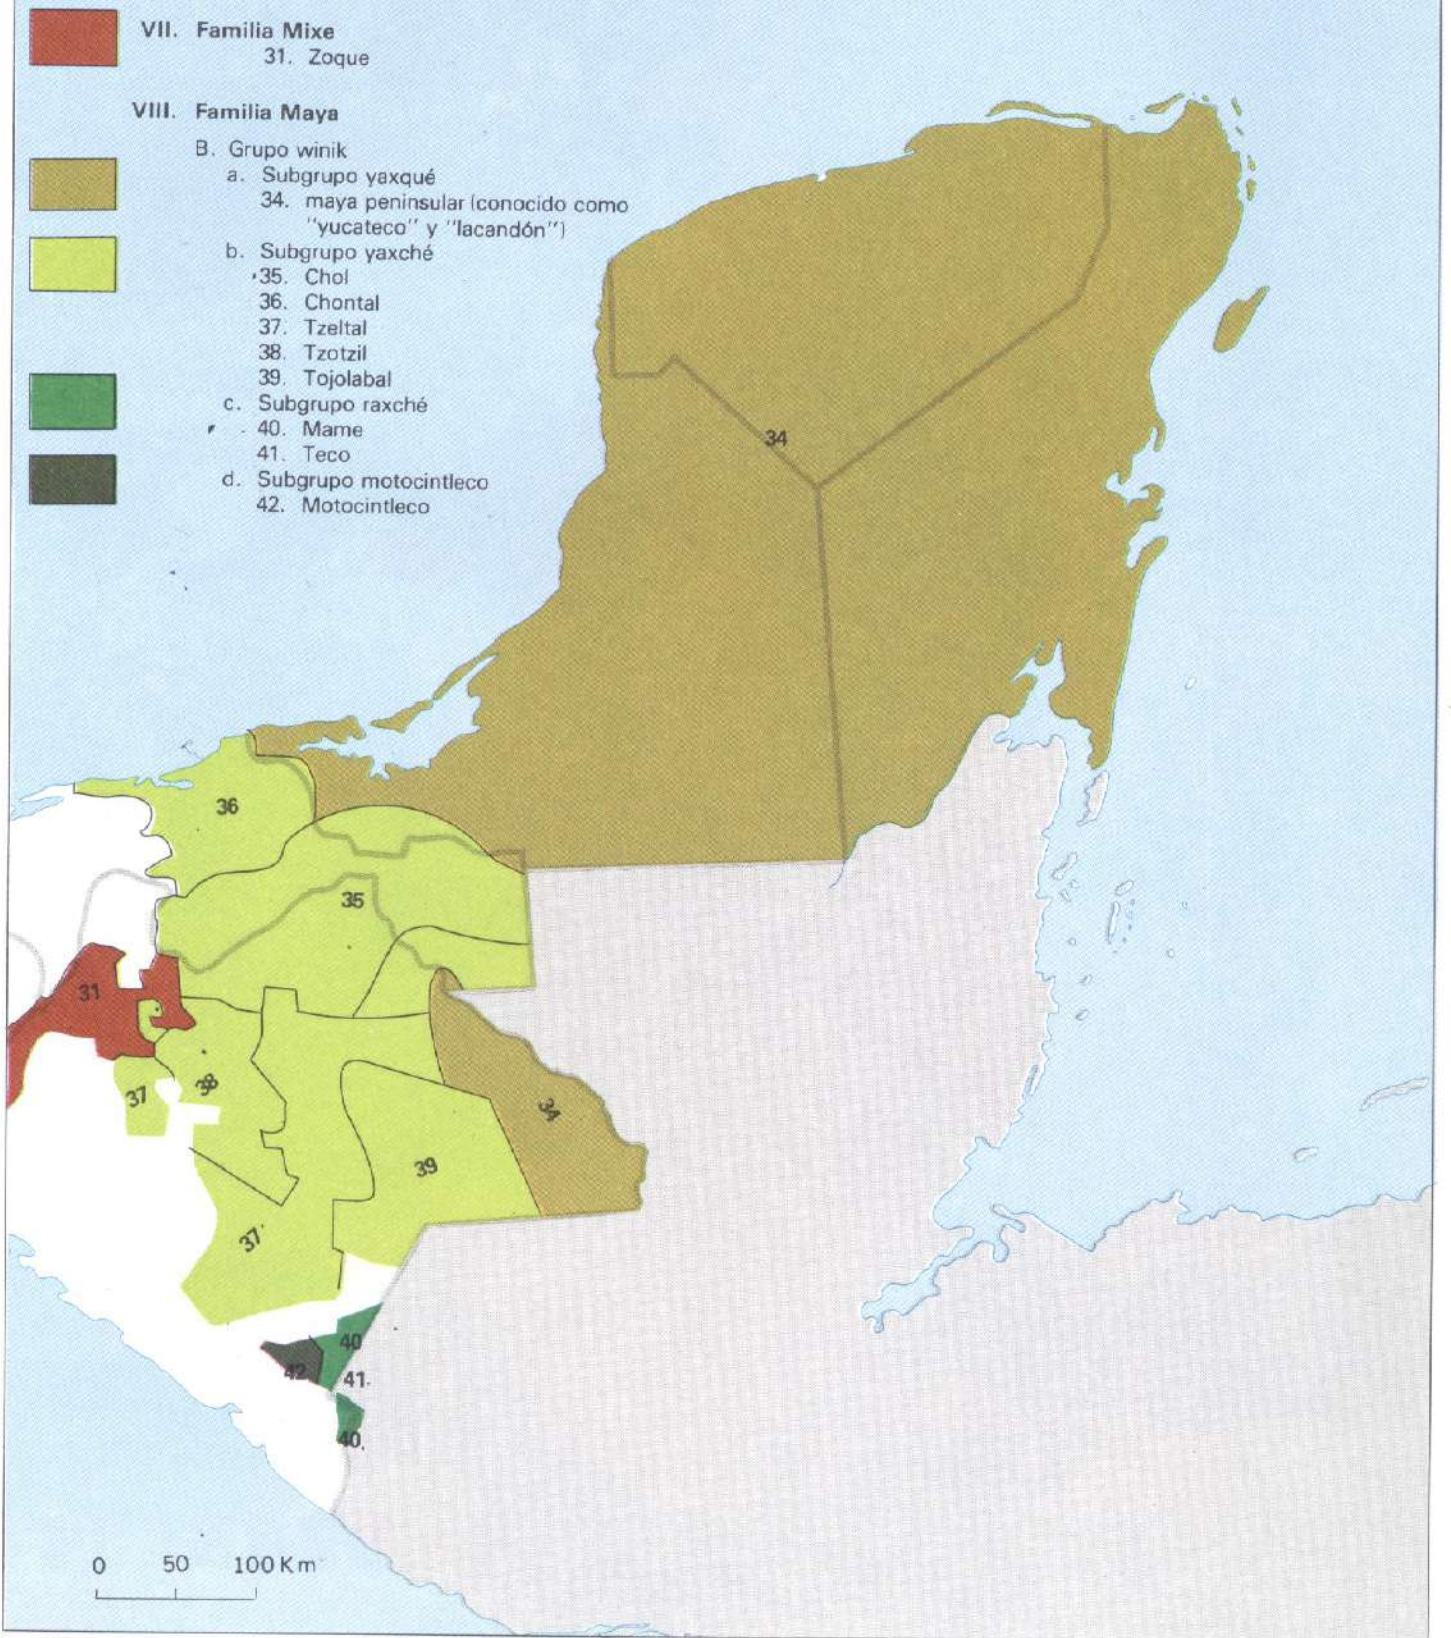 VII. Familia Mixe
31. Zoque
VIII. Familia Maya
B. Grupo winik
a. Subgrupo yaxqué
34. maya peninsular (conocido como
"yucateco" y "lacandón")
b. Subgrupo yaxché
35. Chol
36. Chontal
37. Tzeltal
38. Tzotzil
39. Tojolabal
c. Subgrupo raxché
40. Mame
41. Teco
d. Subgrupo motocintleco
42. Motocintleco
34
36
35
31
37
38
34
39
37
40
42
41
40
0 50 100 Km